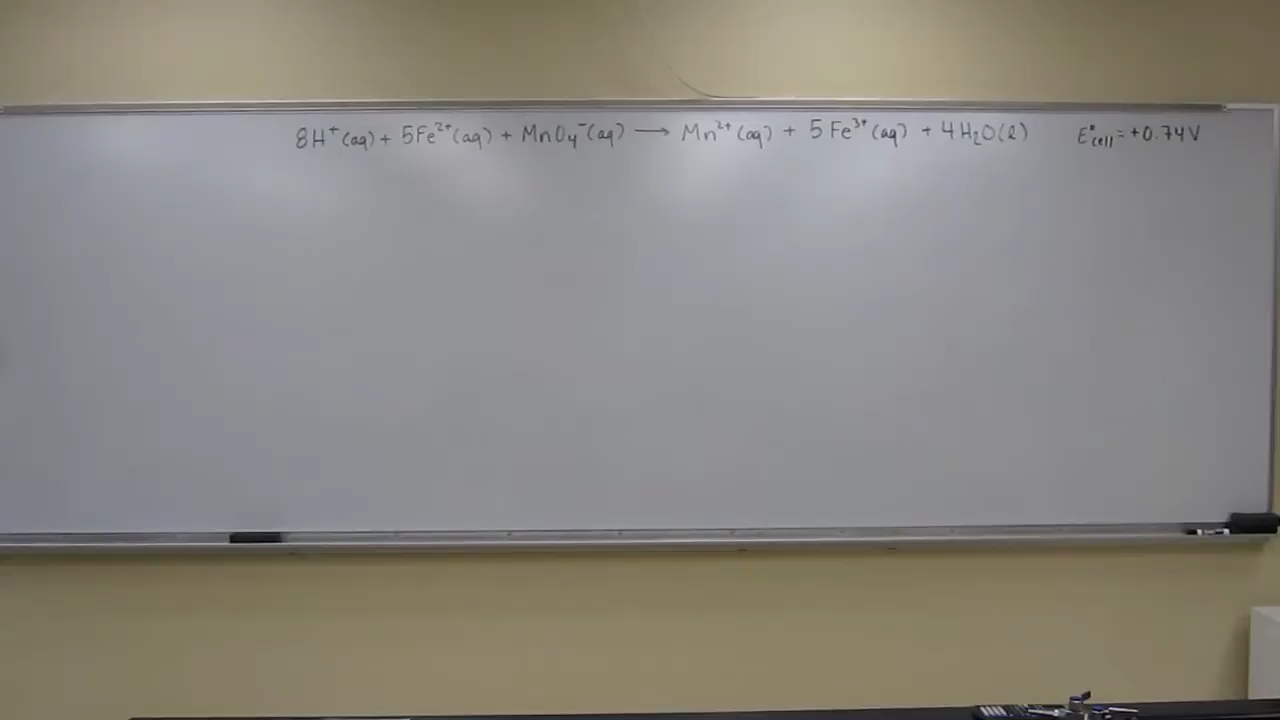 8H⁺(aq) + 5Fe²⁺(aq) + MnO₄⁻(aq) ⟶ Mn²⁺(aq) + 5Fe³⁺(aq) + 4H₂O(l) E°cell = +0.74V